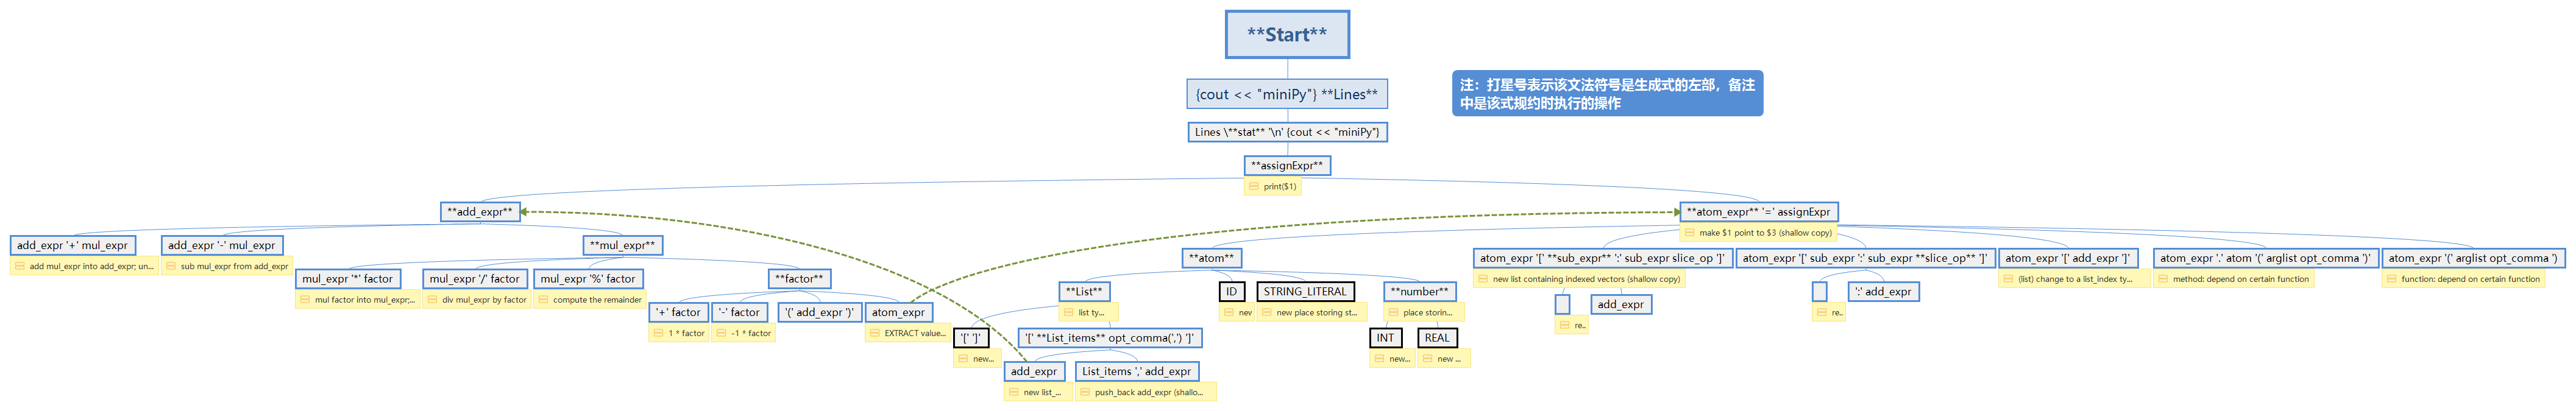 **Start**
{cout << "miniPy"} **Lines**
注：打星号表示该文法符号是生成式的左部，备注
中是该式规约时执行的操作
Lines \**stat** '\n' {cout << "miniPy"}
**assignExpr**
print($1)
**add_expr**
**atom_expr** '=' assignExpr
make $1 point to $3 (shallow copy)
add_expr '+' mul_expr
add mul_expr into add_expr; un...
add_expr '-' mul_expr
sub mul_expr from add_expr
**mul_expr**
mul_expr '*' factor
mul factor into mul_expr;...
mul_expr '/' factor
div mul_expr by factor
mul_expr '%' factor
compute the remainder
**factor**
'+' factor
1 * factor
'-' factor
-1 * factor
'(' add_expr ')'
atom_expr
EXTRACT value...
**atom**
**List**
list ty...
'[' ']'
new...
'[' **List_items** opt_comma(',') ']'
add_expr
new list_...
List_items ',' add_expr
push_back add_expr (shallo...
ID
nev
STRING_LITERAL
new place storing st...
**number**
place storin...
INT
new...
REAL
new ...
atom_expr '[' **sub_expr** ':' sub_expr slice_op ']'
new list containing indexed vectors (shallow copy)
re..
add_expr
atom_expr '[' sub_expr ':' sub_expr **slice_op** ']'
re..
':' add_expr
atom_expr '[' add_expr ']'
(list) change to a list_index ty...
atom_expr '.' atom '(' arglist opt_comma ')'
method: depend on certain function
atom_expr '(' arglist opt_comma ')
function: depend on certain function